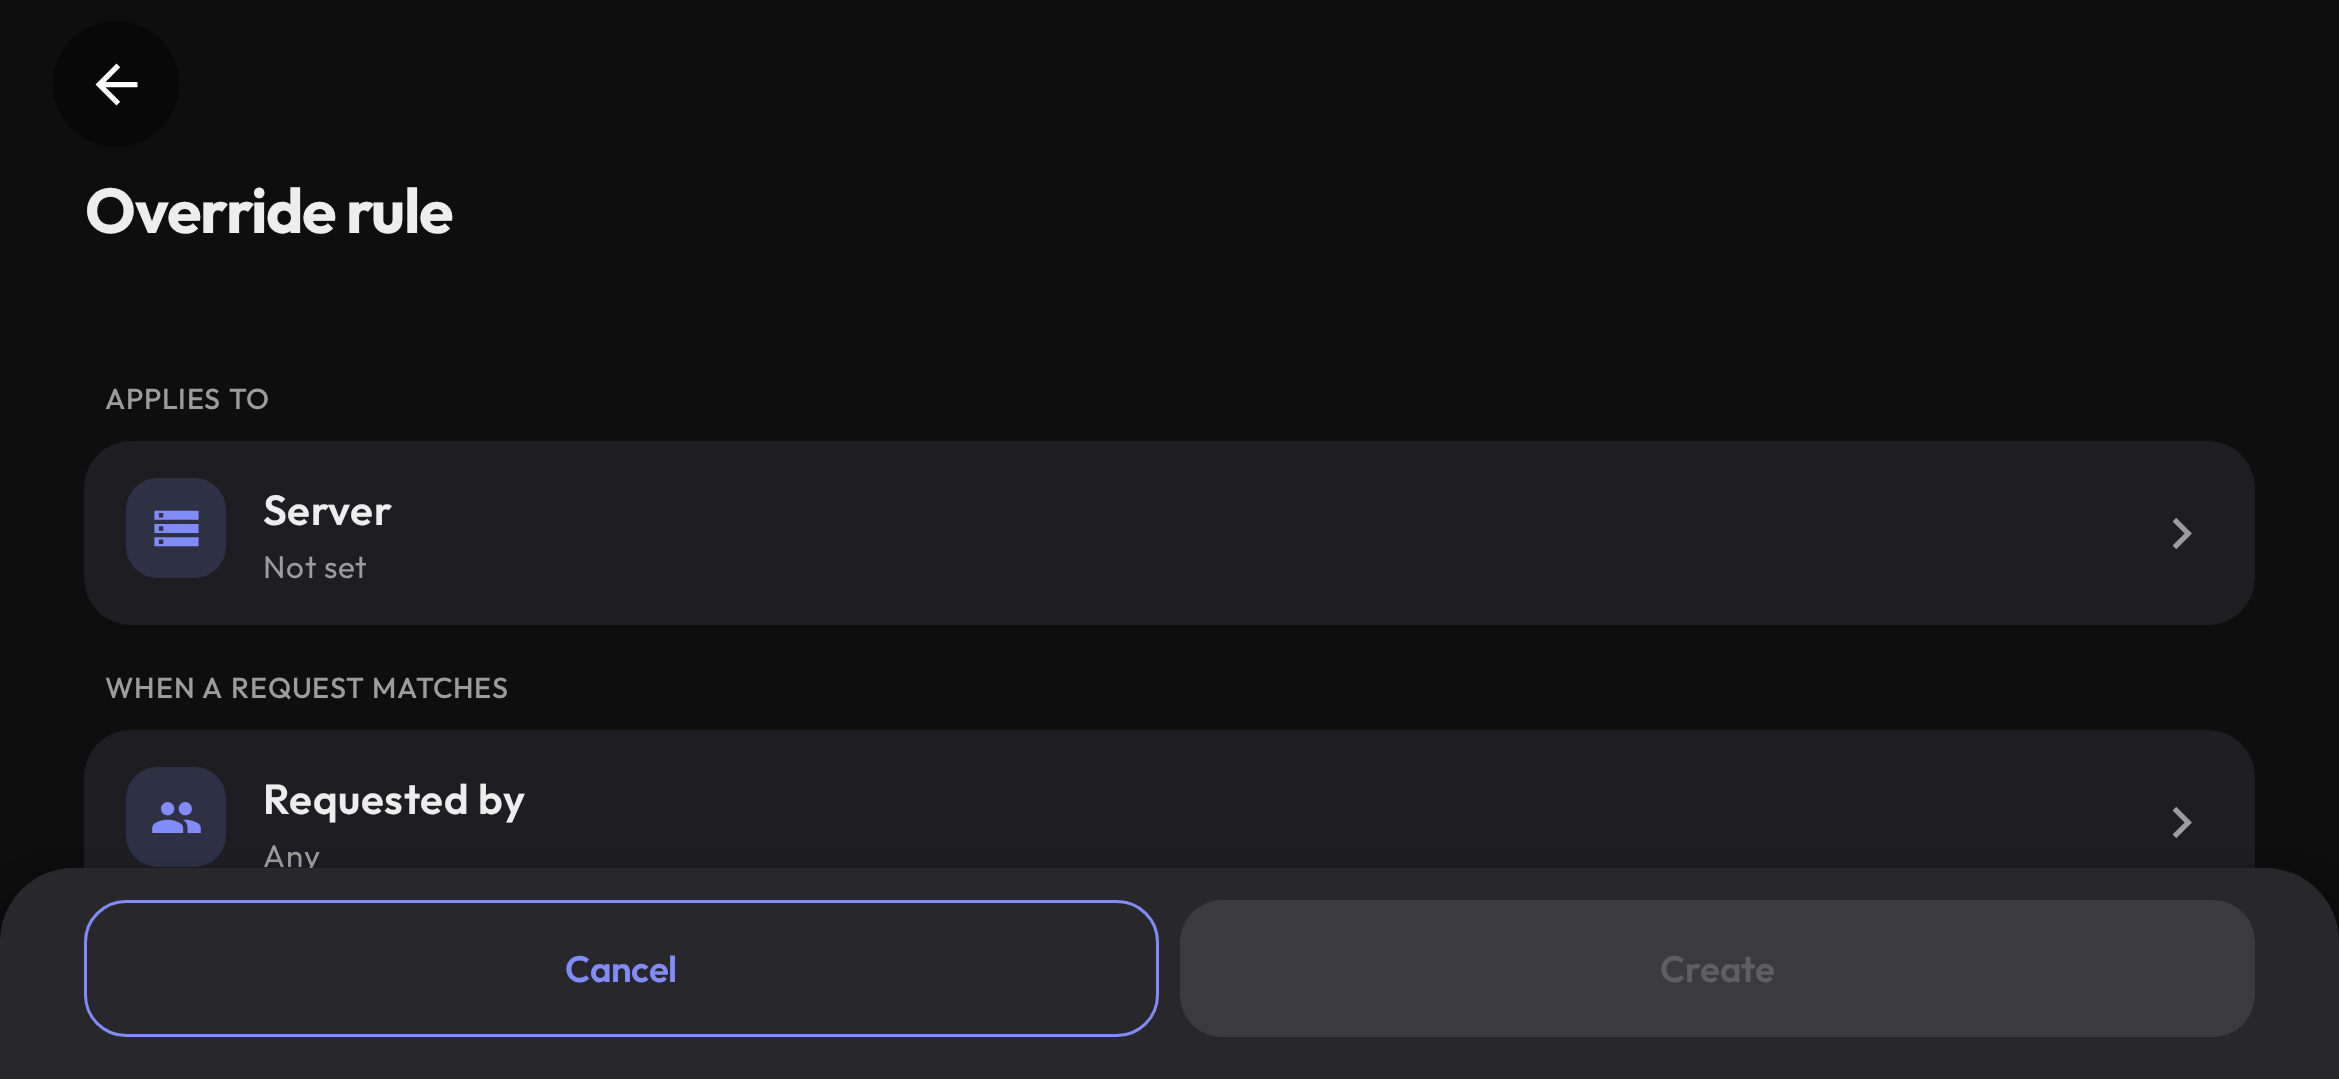 Override rule
APPLIES TO
Server
Not set
WHEN A REQUEST MATCHES
Requested by
Any
Cancel
Create